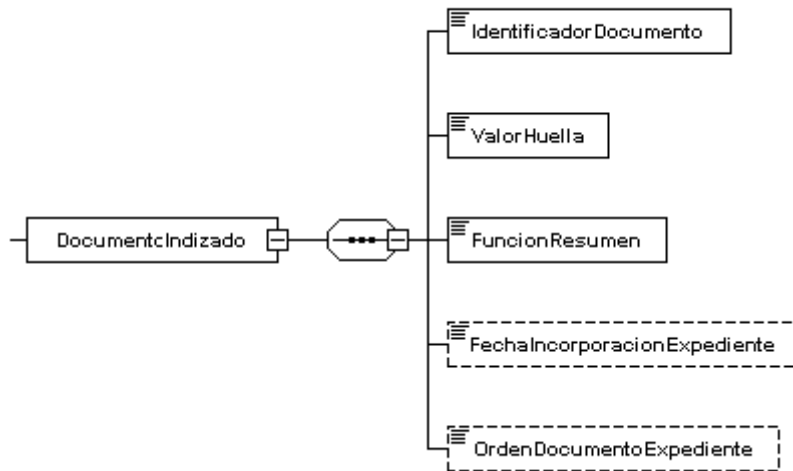 IdentificadorDocumento
ValorHuella
DocumentoIndizado
FuncionResumen
FechaIncorporacionExpediente
OrdenDocumentoExpediente